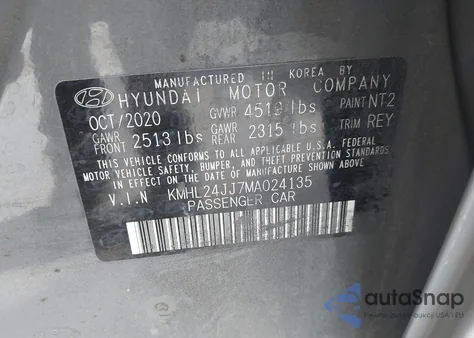 MANUFACTURED IN KOREA BY
HYUNDAI MOTOR COMPANY
OCT/2020 GVWR 4519 lbs PAINT NT2
GAWR FRONT 2513 lbs GAWR REAR 2315 lbs TRIM REY
THIS VEHICLE CONFORMS TO ALL APPLICABLE U.S.A FEDERAL
MOTOR VEHICLE SAFETY, BUMPER, AND THEFT PREVENTION
STANDARDS IN EFFECT ON THE DATE OF MANUFACTURE SHOWN ABOVE.
V.I.N KMHL24JJ7MA024135
PASSENGER CAR
autoSnap